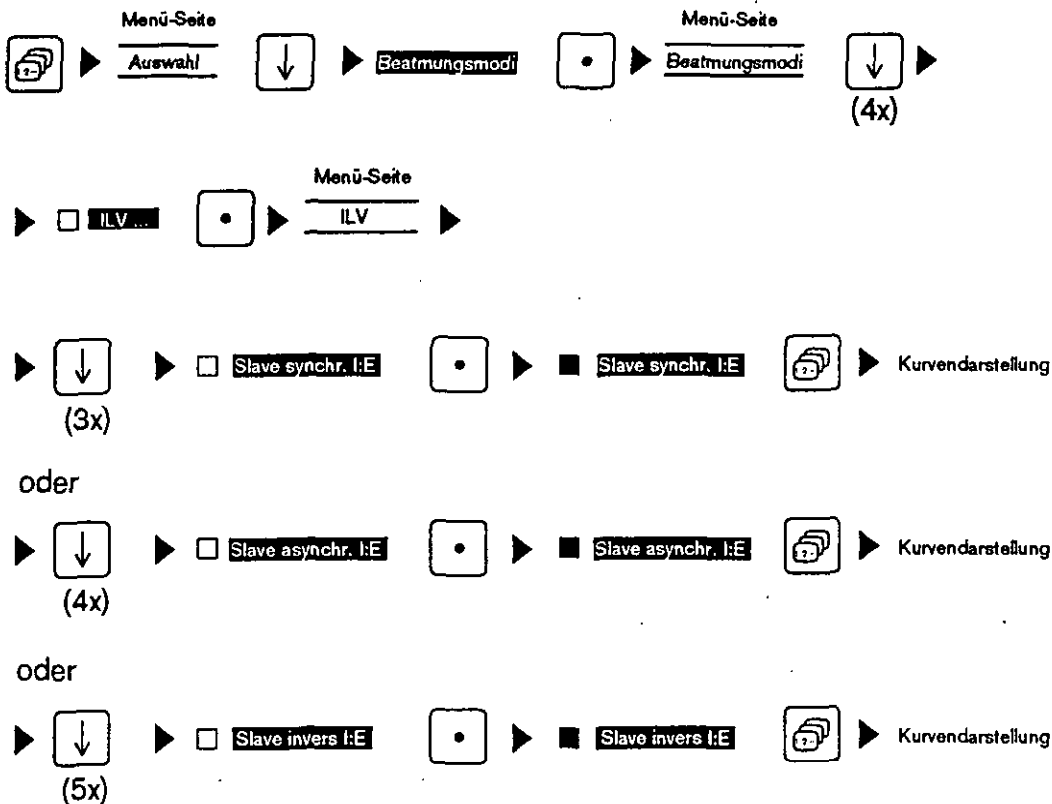 Menü-Seite Menü-Seite
Auswahl Beatmungsmodi Beatmungsmodi
(4x)
Menü-Seite
ILV ... ILV
Slave synchr. I:E Slave synchr. I:E Kurvendarstellung
(3x)
oder
Slave asynchr. I:E Slave asynchr. I:E Kurvendarstellung
(4x)
oder
Slave invers I:E Slave invers I:E Kurvendarstellung
(5x)